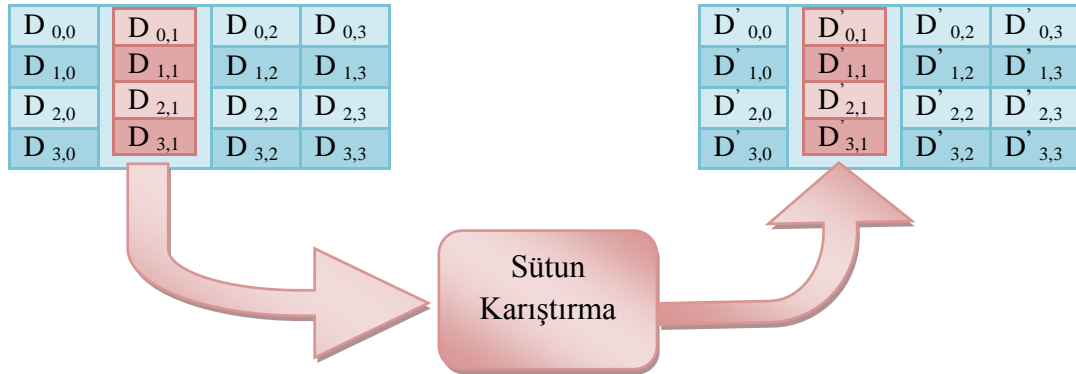 D 0,0 D 0,1 D 0,2 D 0,3
D 1,0 D 1,1 D 1,2 D 1,3
D 2,0 D 2,1 D 2,2 D 2,3
D 3,0 D 3,1 D 3,2 D 3,3
D’ 0,0 D’ 0,1 D’ 0,2 D’ 0,3
D’ 1,0 D’ 1,1 D’ 1,2 D’ 1,3
D’ 2,0 D’ 2,1 D’ 2,2 D’ 2,3
D’ 3,0 D’ 3,1 D’ 3,2 D’ 3,3
Sütun
Karıştırma